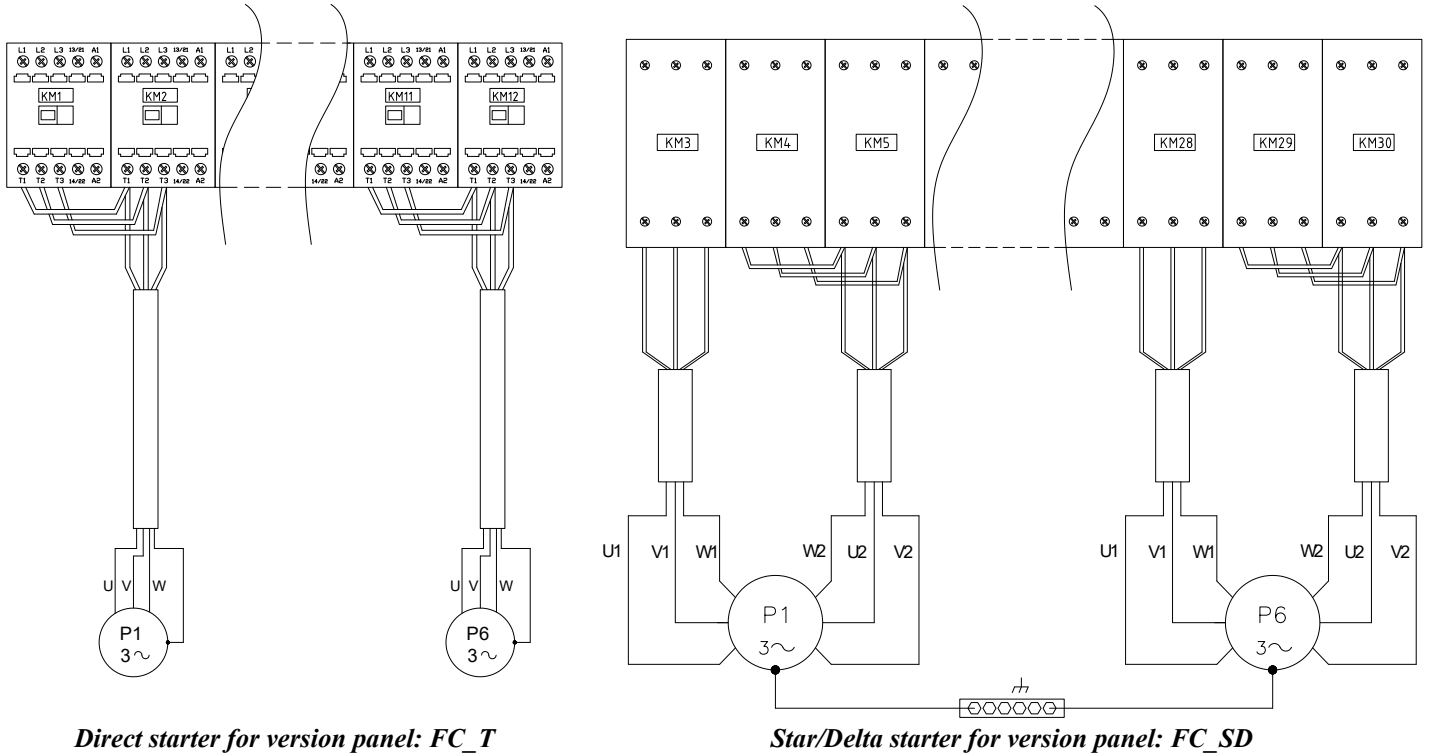 L1 L2 L3 13/21 A1 L1 L2 L3 13/21 A1 L1 L2 L1 L2 L3 13/21 A1 L1 L2 L3 13/21 A1
KM1 KM2 KM11 KM12
T1 T2 T3 14/22 A2 T1 T2 T3 14/22 A2 14/22 A2 T1 T2 T3 14/22 A2 T1 T2 T3 14/22 A2
U V W U V W
P1 P6
3~ 3~
Direct starter for version panel: FC_T
KM3 KM4 KM5 KM28 KM29 KM30
U1 V1 W1 W2 U2 V2 U1 V1 W1 W2 U2 V2
P1 P6
3~ 3~
Star/Delta starter for version panel: FC_SD